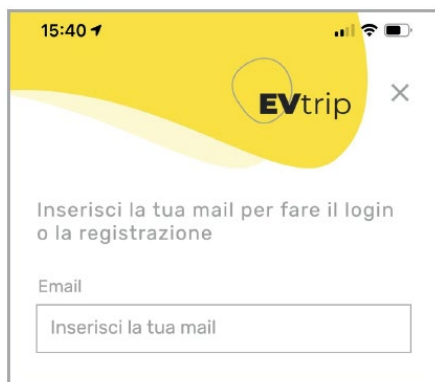 15:40
EVtrip
Inserisci la tua mail per fare il login
o la registrazione
Email
Inserisci la tua mail